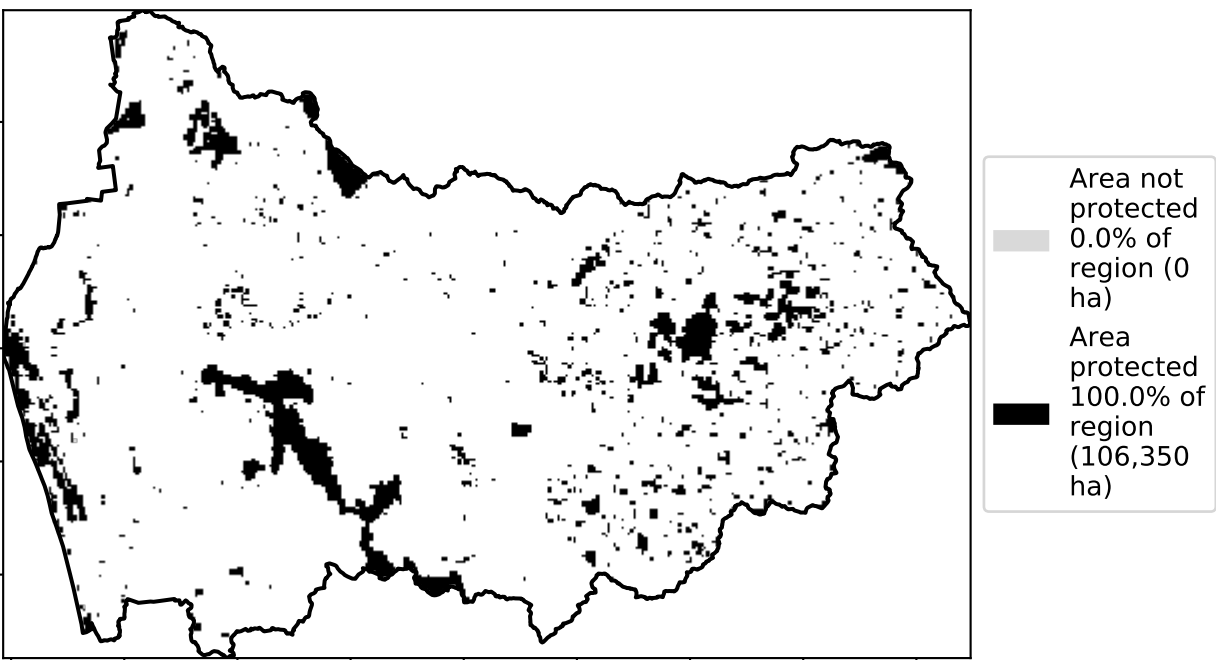 Area not
protected
0.0% of
region (0
ha)
Area
protected
100.0% of
region
(106,350
ha)